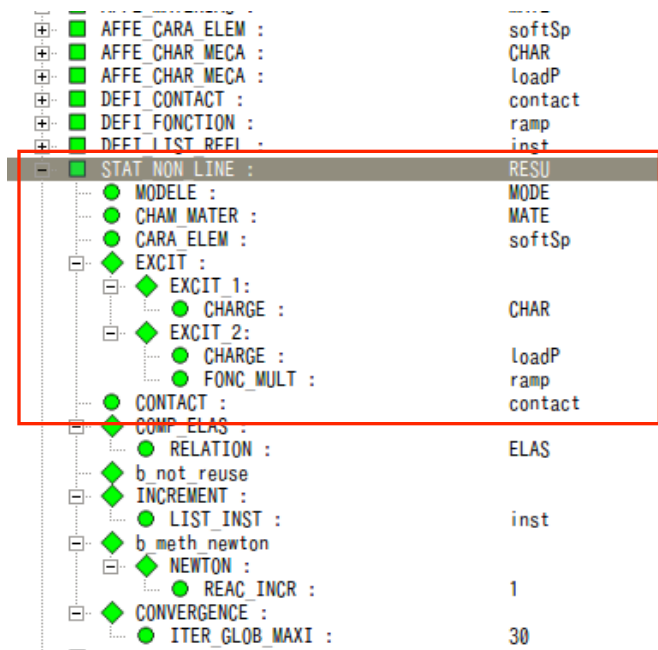 AFFE_CARA_ELEM : softSp
AFFE_CHAR_MECA : CHAR
AFFE_CHAR_MECA : loadP
DEFI_CONTACT : contact
DEFI_FONCTION : ramp
DEFI_LIST_REEL : inst
STAT_NON_LINE : RESU
MODELE : MODE
CHAM_MATER : MATE
CARA_ELEM : softSp
EXCIT :
EXCIT_1:
CHARGE : CHAR
EXCIT_2:
CHARGE : loadP
FONC_MULT : ramp
CONTACT : contact
COMP_ELAS :
RELATION : ELAS
b_not_reuse
INCREMENT :
LIST_INST : inst
b_meth_newton
NEWTON :
REAC_INCR : 1
CONVERGENCE :
ITER_GLOB_MAXI : 30